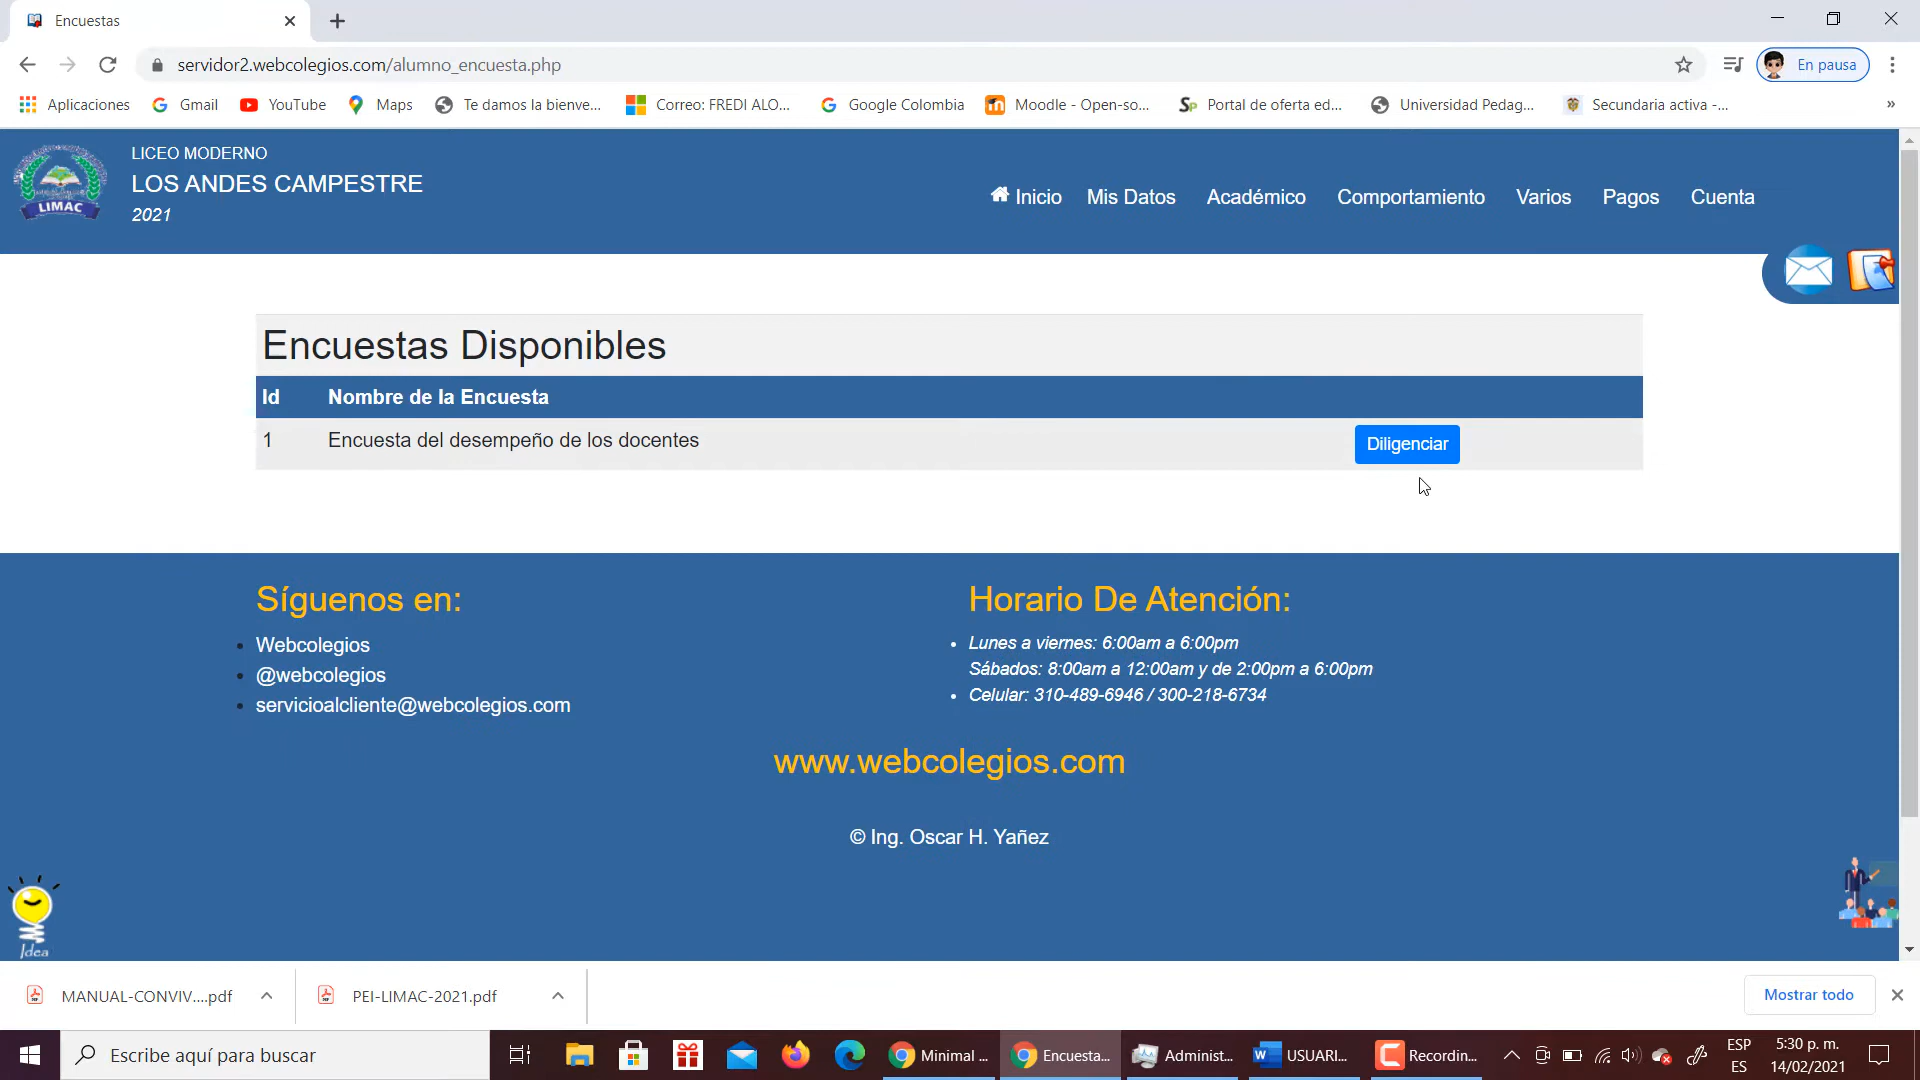 Encuestas
servidor2.webcolegios.com/alumno_encuesta.php
En pausa
Aplicaciones
Gmail
YouTube
Maps
Te damos la bienve...
Correo: FREDI ALO...
Google Colombia
Moodle - Open-so...
Portal de oferta ed...
Universidad Pedag...
Secundaria activa -...
»
LICEO MODERNO
LOS ANDES CAMPESTRE
2021
LIMAC
Inicio
Mis Datos
Académico
Comportamiento
Varios
Pagos
Cuenta
Encuestas Disponibles
Id
Nombre de la Encuesta
1
Encuesta del desempeño de los docentes
Diligenciar
Síguenos en:
Webcolegios
@webcolegios
servicioalcliente@webcolegios.com
Horario De Atención:
Lunes a viernes: 6:00am a 6:00pm
Sábados: 8:00am a 12:00am y de 2:00pm a 6:00pm
Celular: 310-489-6946 / 300-218-6734
www.webcolegios.com
© Ing. Oscar H. Yañez
Idea
MANUAL-CONVIV....pdf
PEI-LIMAC-2021.pdf
Mostrar todo
Escribe aquí para buscar
Minimal ...
Encuesta...
Administ...
USUARI...
Recordin...
ESP
ES
5:30 p. m.
14/02/2021